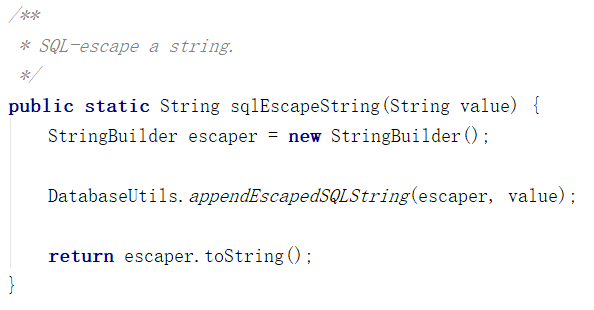 /**
 * SQL-escape a string.
 */
public static String sqlEscapeString(String value) {
    StringBuilder escaper = new StringBuilder();

    DatabaseUtils.appendEscapedSQLString(escaper, value);

    return escaper.toString();
}